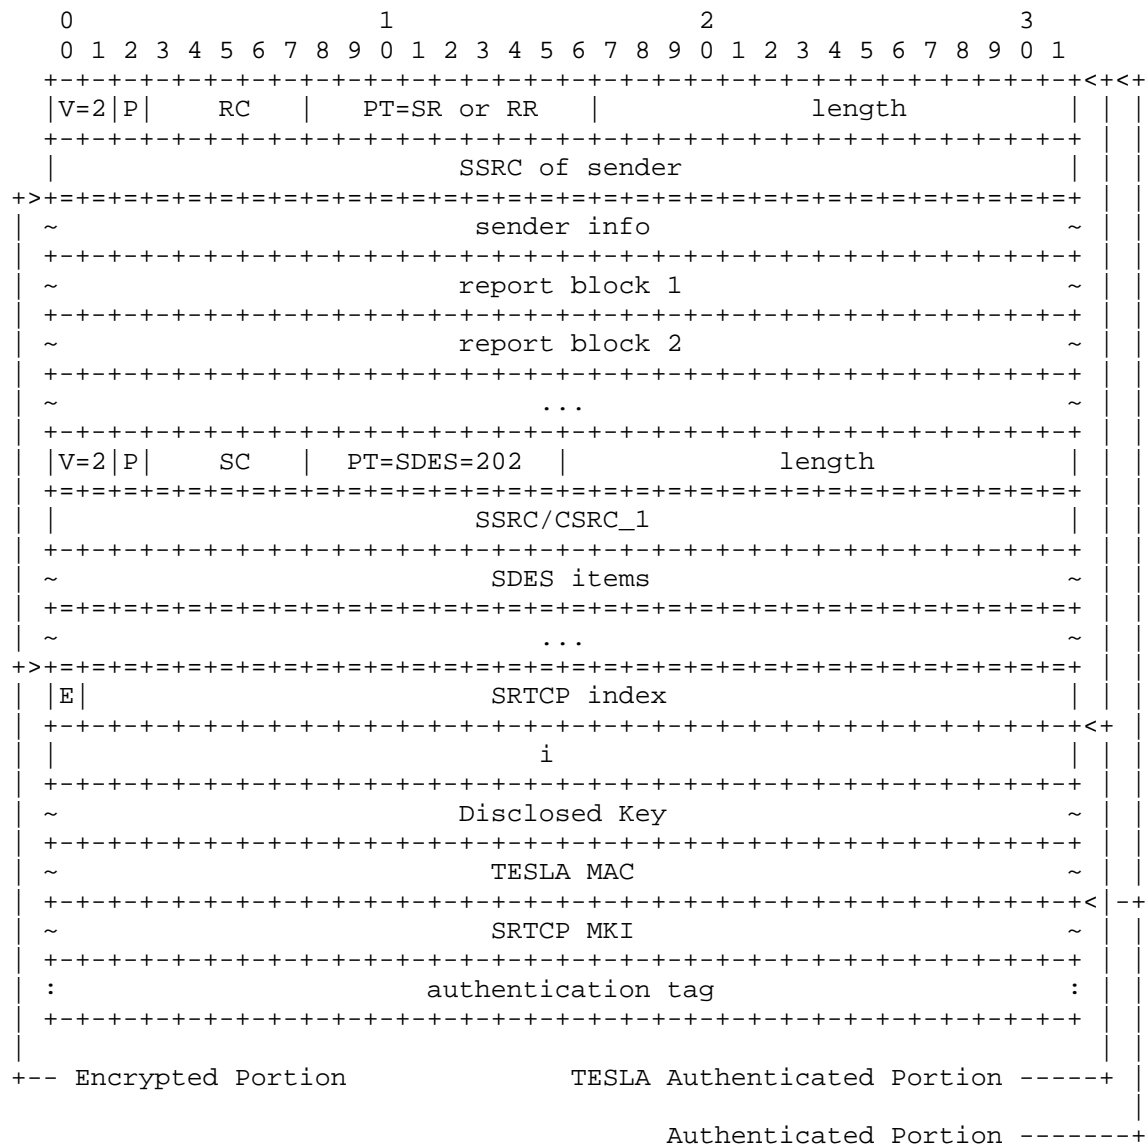 0                   1                   2                   3
    0 1 2 3 4 5 6 7 8 9 0 1 2 3 4 5 6 7 8 9 0 1 2 3 4 5 6 7 8 9 0 1
   +-+-+-+-+-+-+-+-+-+-+-+-+-+-+-+-+-+-+-+-+-+-+-+-+-+-+-+-+-+-+-+-+<+<+
   |V=2|P|    RC   |   PT=SR or RR   |             length          | | |
   +-+-+-+-+-+-+-+-+-+-+-+-+-+-+-+-+-+-+-+-+-+-+-+-+-+-+-+-+-+-+-+-+ | |
   |                         SSRC of sender                        | | |
 +>+=+=+=+=+=+=+=+=+=+=+=+=+=+=+=+=+=+=+=+=+=+=+=+=+=+=+=+=+=+=+=+=+ | |
 | ~                          sender info                          ~ | |
 | +-+-+-+-+-+-+-+-+-+-+-+-+-+-+-+-+-+-+-+-+-+-+-+-+-+-+-+-+-+-+-+-+ | |
 | ~                         report block 1                        ~ | |
 | +-+-+-+-+-+-+-+-+-+-+-+-+-+-+-+-+-+-+-+-+-+-+-+-+-+-+-+-+-+-+-+-+ | |
 | ~                         report block 2                        ~ | |
 | +-+-+-+-+-+-+-+-+-+-+-+-+-+-+-+-+-+-+-+-+-+-+-+-+-+-+-+-+-+-+-+-+ | |
 | ~                              ...                              ~ | |
 | +-+-+-+-+-+-+-+-+-+-+-+-+-+-+-+-+-+-+-+-+-+-+-+-+-+-+-+-+-+-+-+-+ | |
 | |V=2|P|    SC   |  PT=SDES=202  |             length            | | |
 | +=+=+=+=+=+=+=+=+=+=+=+=+=+=+=+=+=+=+=+=+=+=+=+=+=+=+=+=+=+=+=+=+ | |
 | |                          SSRC/CSRC_1                          | | |
 | +-+-+-+-+-+-+-+-+-+-+-+-+-+-+-+-+-+-+-+-+-+-+-+-+-+-+-+-+-+-+-+-+ | |
 | ~                           SDES items                          ~ | |
 | +=+=+=+=+=+=+=+=+=+=+=+=+=+=+=+=+=+=+=+=+=+=+=+=+=+=+=+=+=+=+=+=+ | |
 | ~                              ...                              ~ | |
 +>+=+=+=+=+=+=+=+=+=+=+=+=+=+=+=+=+=+=+=+=+=+=+=+=+=+=+=+=+=+=+=+=+ | |
 | |E|                         SRTCP index                         | | |
 | +-+-+-+-+-+-+-+-+-+-+-+-+-+-+-+-+-+-+-+-+-+-+-+-+-+-+-+-+-+-+-+-+<+ |
 | |                              i                                | | |
 | +-+-+-+-+-+-+-+-+-+-+-+-+-+-+-+-+-+-+-+-+-+-+-+-+-+-+-+-+-+-+-+-+ | |
 | ~                         Disclosed Key                         ~ | |
 | +-+-+-+-+-+-+-+-+-+-+-+-+-+-+-+-+-+-+-+-+-+-+-+-+-+-+-+-+-+-+-+-+ | |
 | ~                           TESLA MAC                           ~ | |
 | +-+-+-+-+-+-+-+-+-+-+-+-+-+-+-+-+-+-+-+-+-+-+-+-+-+-+-+-+-+-+-+-+<|-+
 | ~                           SRTCP MKI                           ~ | |
 | +-+-+-+-+-+-+-+-+-+-+-+-+-+-+-+-+-+-+-+-+-+-+-+-+-+-+-+-+-+-+-+-+ | |
 | :                       authentication tag                      : | |
 | +-+-+-+-+-+-+-+-+-+-+-+-+-+-+-+-+-+-+-+-+-+-+-+-+-+-+-+-+-+-+-+-+ | |
 |                                                                   | |
 +-- Encrypted Portion              TESLA Authenticated Portion -----+ |
                                                                       |
                                          Authenticated Portion -------+